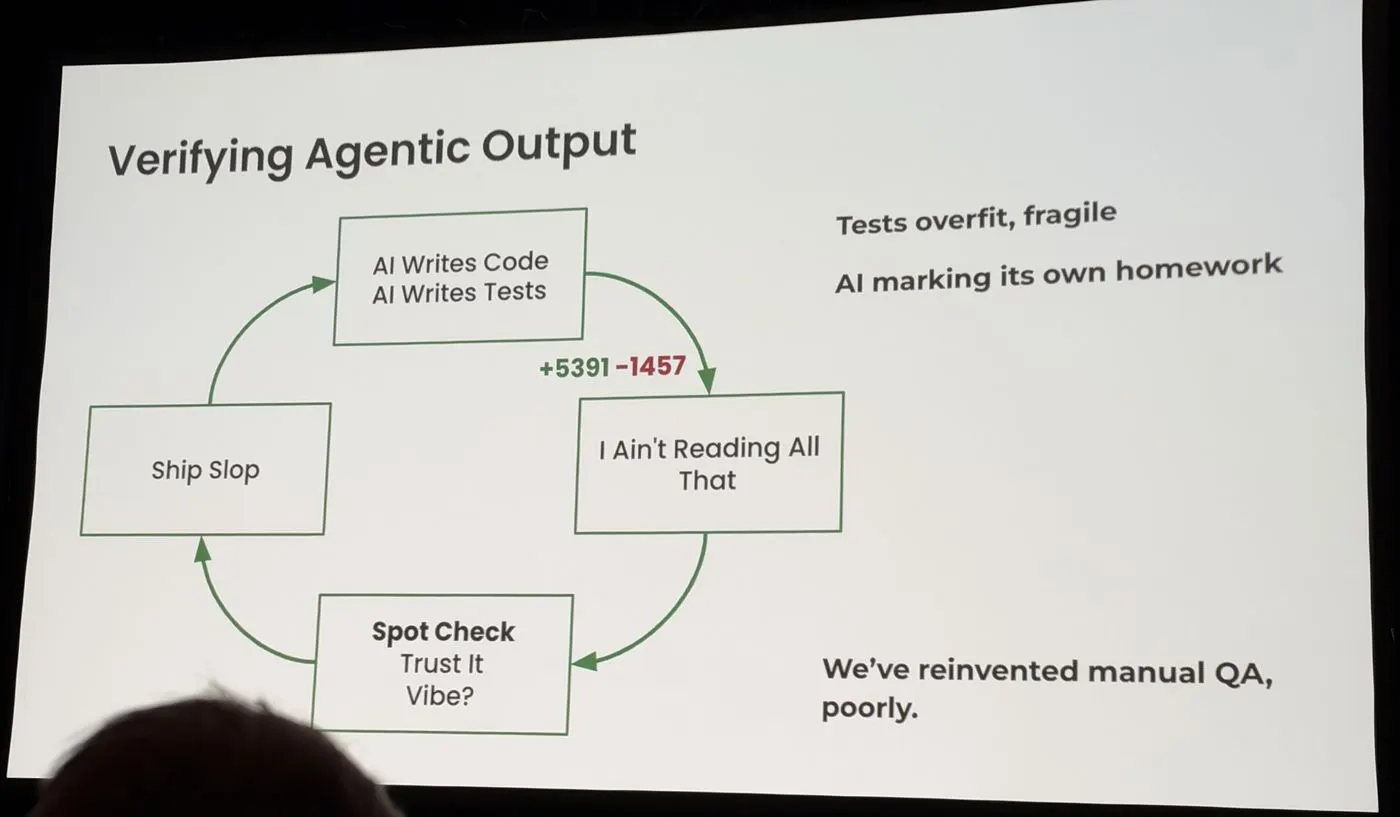 Verifying Agentic Output
AI Writes Code
AI Writes Tests
+5391 -1457
I Ain't Reading All
That
Spot Check
Trust It
Vibe?
Ship Slop
Tests overfit, fragile
AI marking its own homework
We've reinvented manual QA,
poorly.